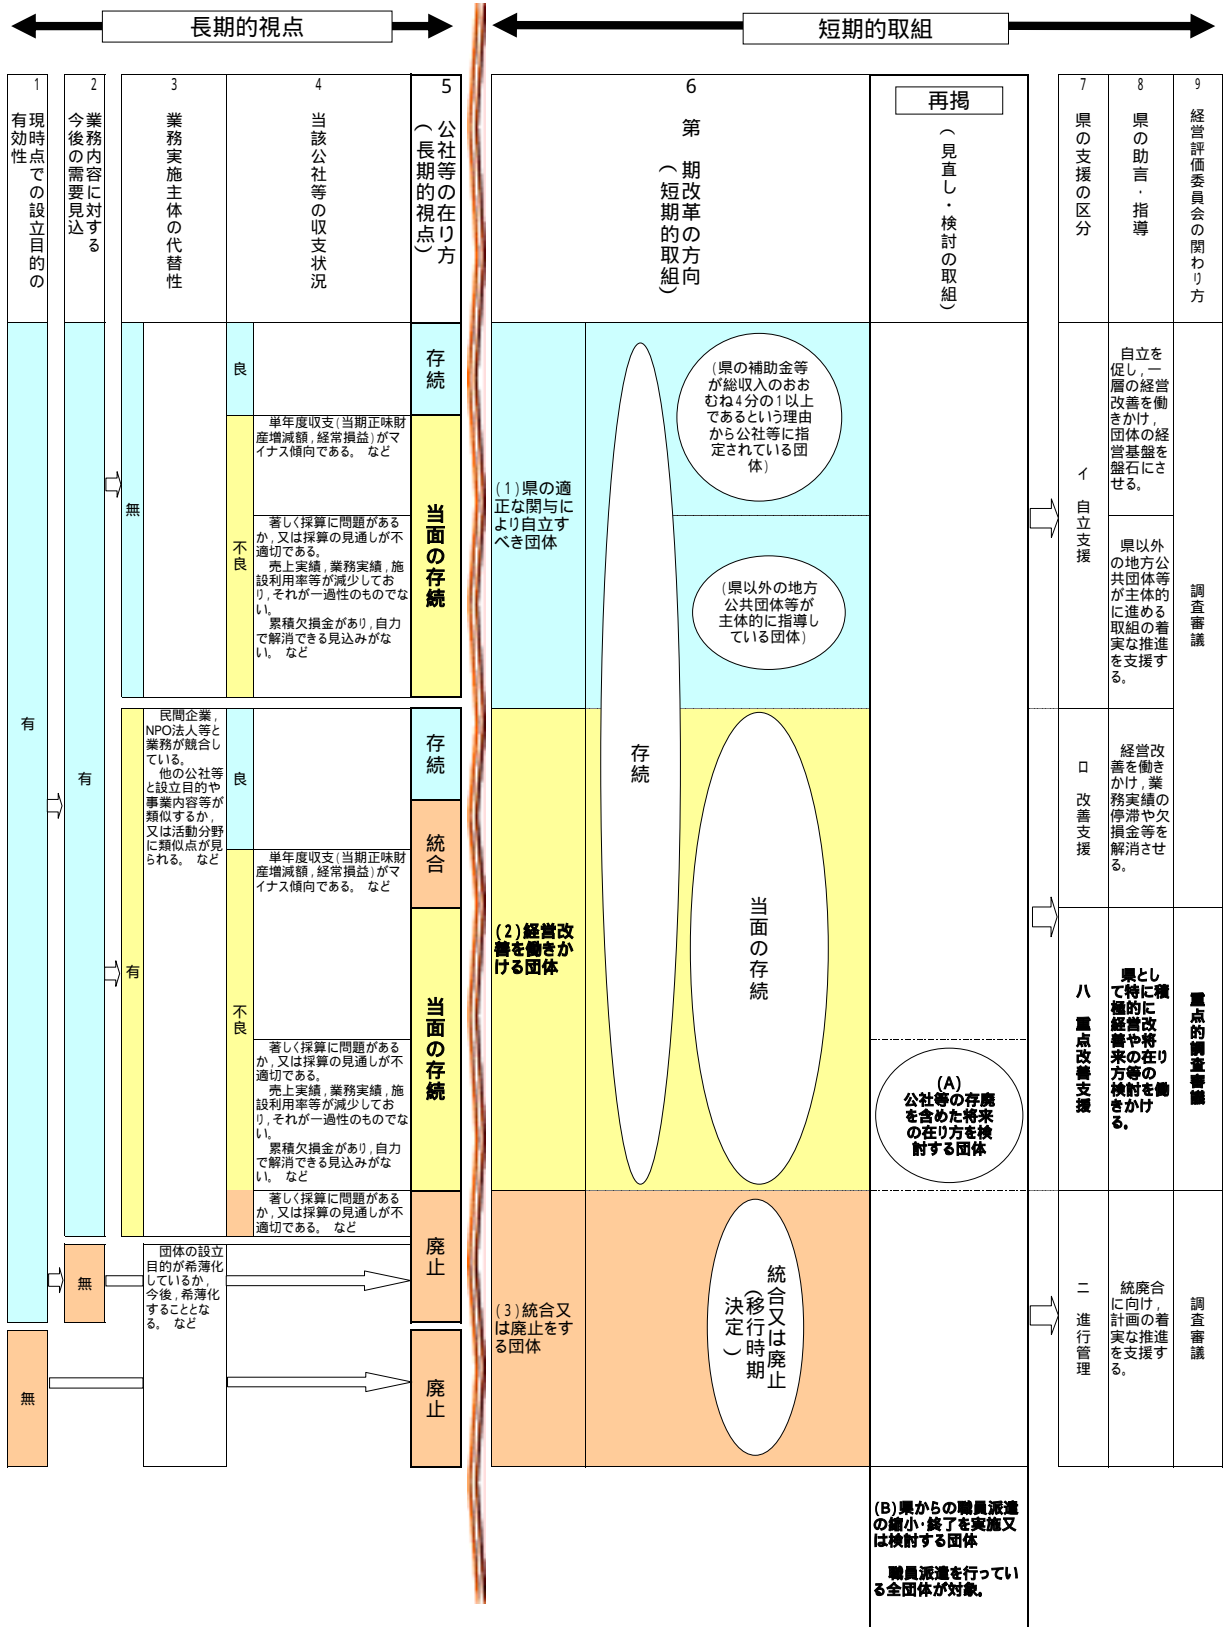 長期的視点
短期的取組
1
現時点での設立目的の
有効性
2
業務内容に対する
今後の需要見込
3
業務実施主体の代替性
4
当該公社等の収支状況
5
公社等の在り方
(長期的視点)
6
第　期改革の方向
(短期的取組)
再掲
(見直し・検討の取組)
7
県の支援の区分
8
県の助言・指導
9
経営評価委員会の関わり方
有
有
無
良
存続
不良
単年度収支(当期正味財
産増減額,経常損益)がマ
イナス傾向である。 など
著しく採算に問題がある
か,又は採算の見通しが不
適切である。
売上実績,業務実績,施
設利用率等が減少してお
り,それが一過性のものでな
い。
累積欠損金があり,自力
で解消できる見込みがな
い。 など
当面の存続
有
民間企業,
NPO法人等と
業務が競合し
ている。
他の公社等
と設立目的や
事業内容等が
類似するか,
又は活動分野
に類似点が見
られる。 など
良
存続
統合
不良
単年度収支(当期正味財
産増減額,経常損益)がマ
イナス傾向である。 など
著しく採算に問題がある
か,又は採算の見通しが不
適切である。
売上実績,業務実績,施
設利用率等が減少してお
り,それが一過性のものでな
い。
累積欠損金があり,自力
で解消できる見込みがな
い。 など
当面の存続
著しく採算に問題がある
か,又は採算の見通しが不
適切である。 など
廃止
無
団体の設立
目的が希薄化
しているか,
今後,希薄化
することとな
る。 など
無
廃止
(1)県の適
正な関与に
より自立す
べき団体
(県の補助金等
が総収入のおお
むね4分の1以上
であるという理由
から公社等に指
定されている団
体)
(県以外の地方
公共団体等が
主体的に指導し
ている団体)
存続
(2)経営改
善を働きか
ける団体
当面の存続
(A)
公社等の存廃
を含めた将来
の在り方を検
討する団体
(3)統合又
は廃止をす
る団体
統合又は廃止
(移行時期
決定)
(B)県からの職員派遣
の縮小・終了を実施又
は検討する団体
職員派遣を行ってい
る全団体が対象。
イ　自立支援
自立を
促し,一
層の経営
改善を働
きかけ,
団体の経
営基盤を
盤石にさ
せる。
県以外
の地方公
共団体等
が主体的
に進める
取組の着
実な推進
を支援す
る。
調査審議
ロ　改善支援
経営改
善を働き
かけ,業
務実績の
停滞や欠
損金等を
解消させ
る。
ハ　重点改善支援
県とし
て特に積
極的に
経営改
善や将
来の在り
方等の
検討を働
きかけ
る。
重点的調査審議
ニ　進行管理
統廃合
に向け,
計画の着
実な推進
を支援す
る。
調査審議